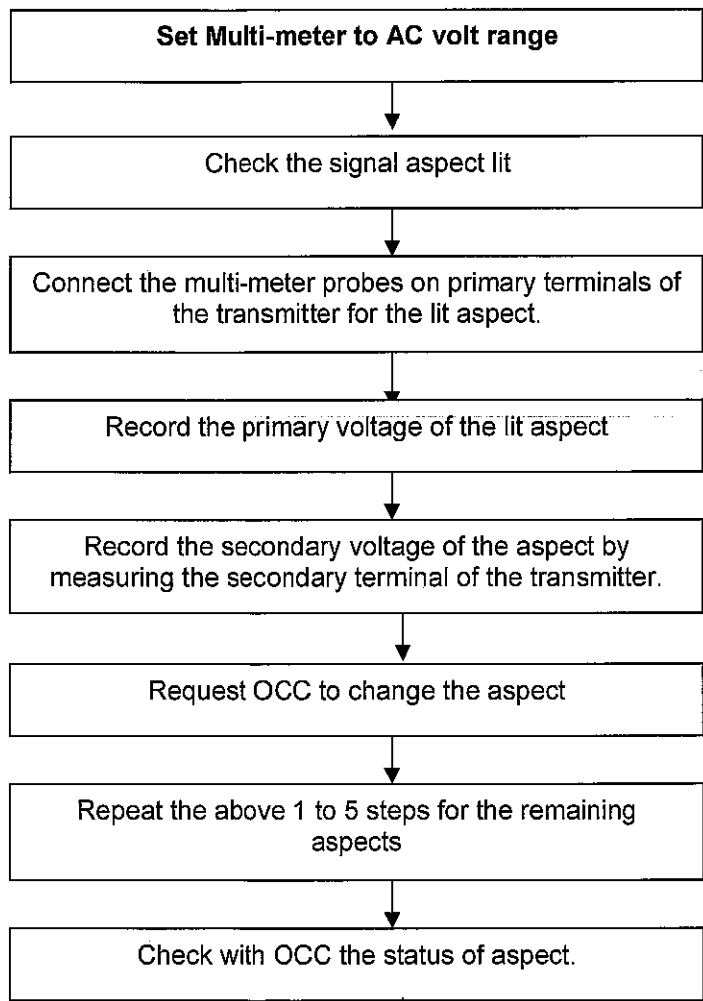 Set Multi-meter to AC volt range
Check the signal aspect lit
Connect the multi-meter probes on primary terminals of
the transmitter for the lit aspect.
Record the primary voltage of the lit aspect
Record the secondary voltage of the aspect by
measuring the secondary terminal of the transmitter.
Request OCC to change the aspect
Repeat the above 1 to 5 steps for the remaining
aspects
Check with OCC the status of aspect.